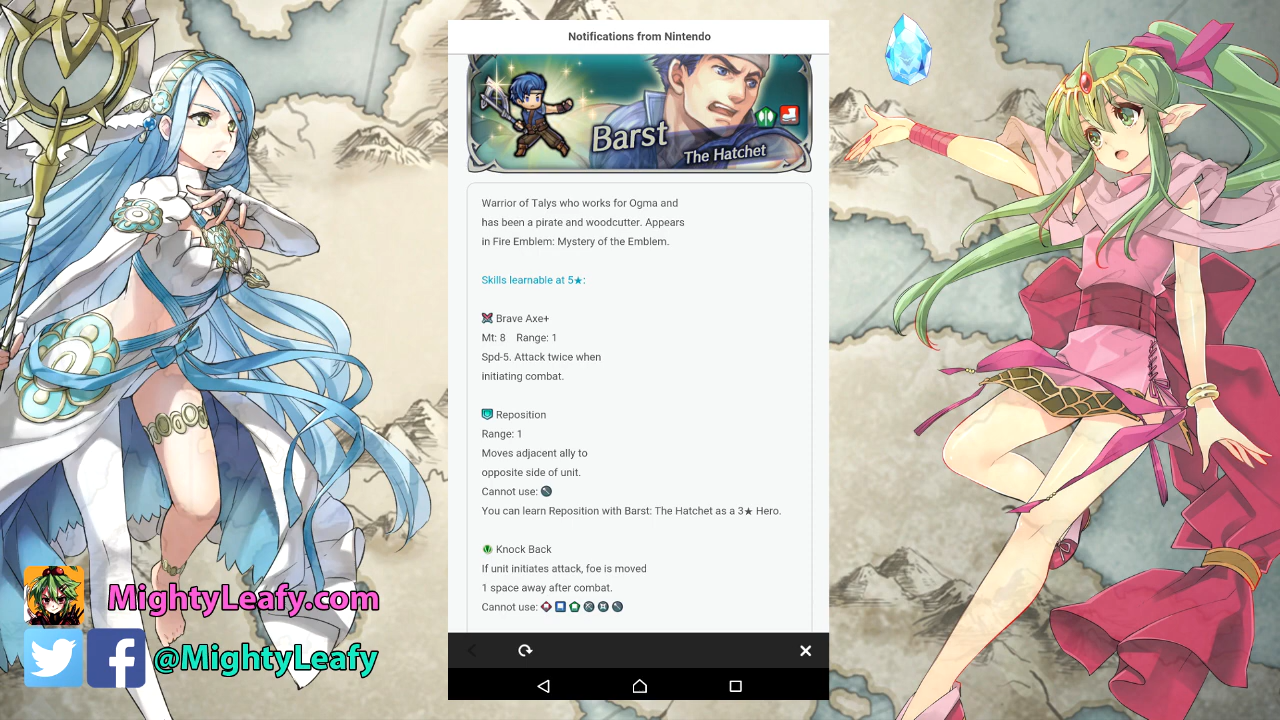 Notifications from Nintendo
Barst
The Hatchet
Warrior of Talys who works for Ogma and
has been a pirate and woodcutter. Appears
in Fire Emblem: Mystery of the Emblem.
Skills learnable at 5★:
Brave Axe+
Mt: 8 Range: 1
Spd-5. Attack twice when
initiating combat.
Reposition
Range: 1
Moves adjacent ally to
opposite side of unit.
Cannot use:
You can learn Reposition with Barst: The Hatchet as a 3★ Hero.
Knock Back
If unit initiates attack, foe is moved
1 space away after combat.
Cannot use:
MightyLeafy.com
@MightyLeafy